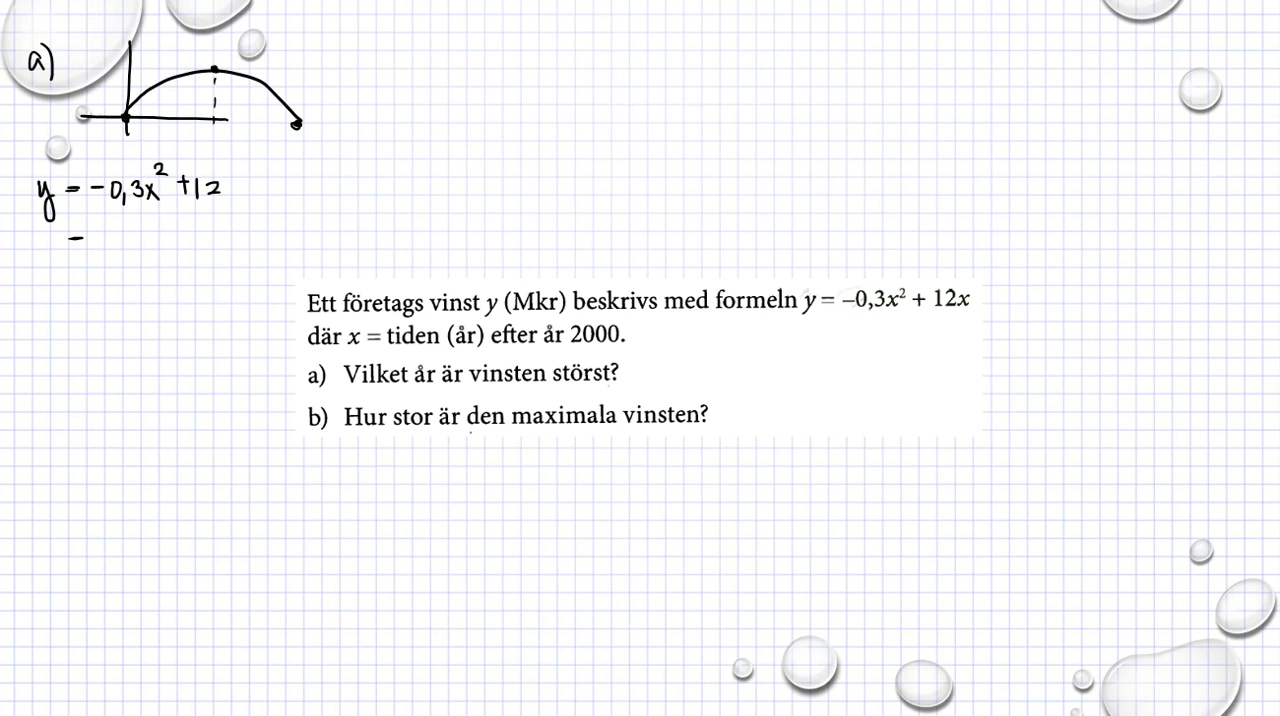 a)
y = -0,3x² +12
=
Ett företags vinst y (Mkr) beskrivs med formeln y = –0,3x² + 12x
där x = tiden (år) efter år 2000.
a) Vilket år är vinsten störst?
b) Hur stor är den maximala vinsten?